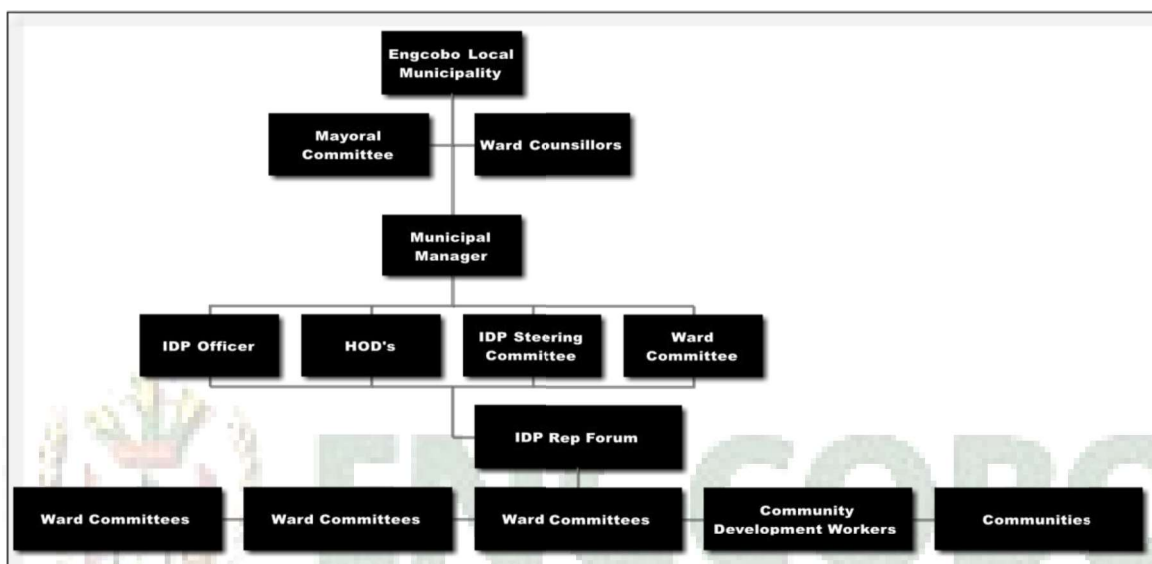 Engcobo Local
Municipality
Mayoral
Committee
Ward Counsillors
Municipal
Manager
IDP Officer
HOD's
IDP Steering
Committee
Ward
Committee
IDP Rep Forum
Ward Committees
Ward Committees
Ward Committees
Community
Development Workers
Communities